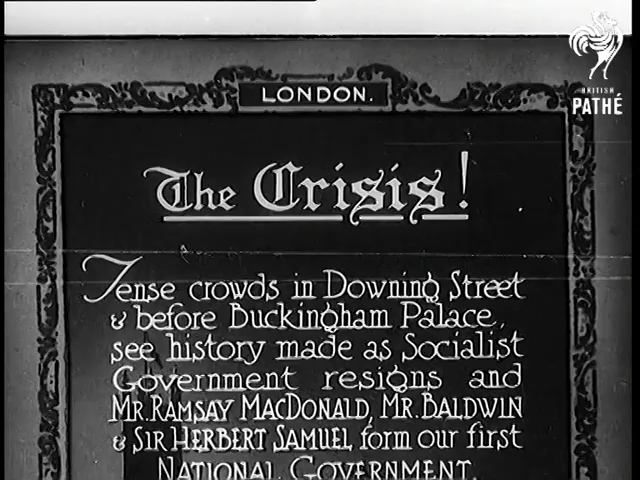 LONDON.
BRITISH
PATHÉ
The Crisis!
Tense crowds in Downing Street
& before Buckingham Palace,
see history made as Socialist
Government resigns and
MR. RAMSAY MACDONALD, MR. BALDWIN
& SIR HERBERT SAMUEL form our first
NATIONAL GOVERNMENT.